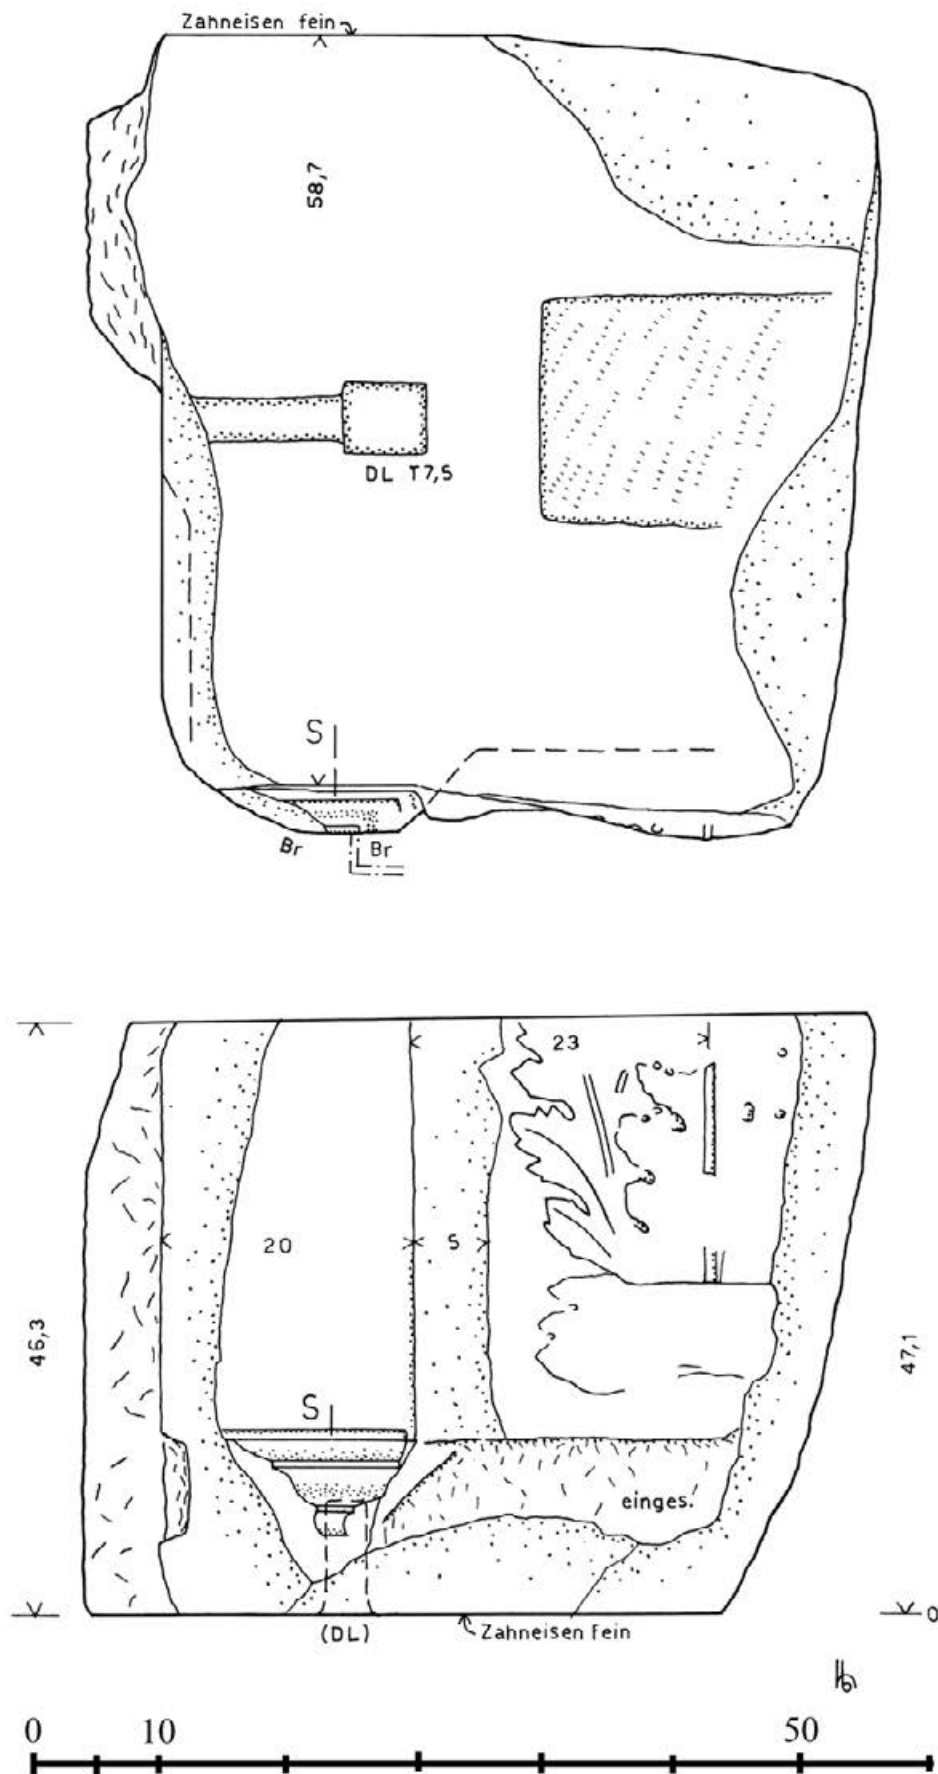 Zahneisen fein
58,7
DL T7,5
S
Br
Br
23
20
5
46,3
47,1
S
einges.
0
(DL)
Zahneisen fein
0
10
50